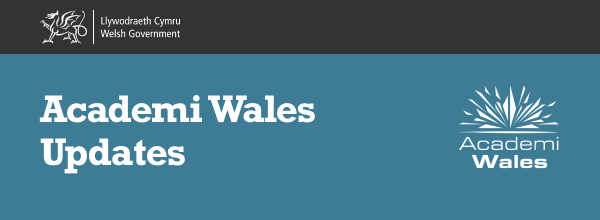 Llywodraeth Cymru
Welsh Government
Academi Wales
Updates
Academi
Wales